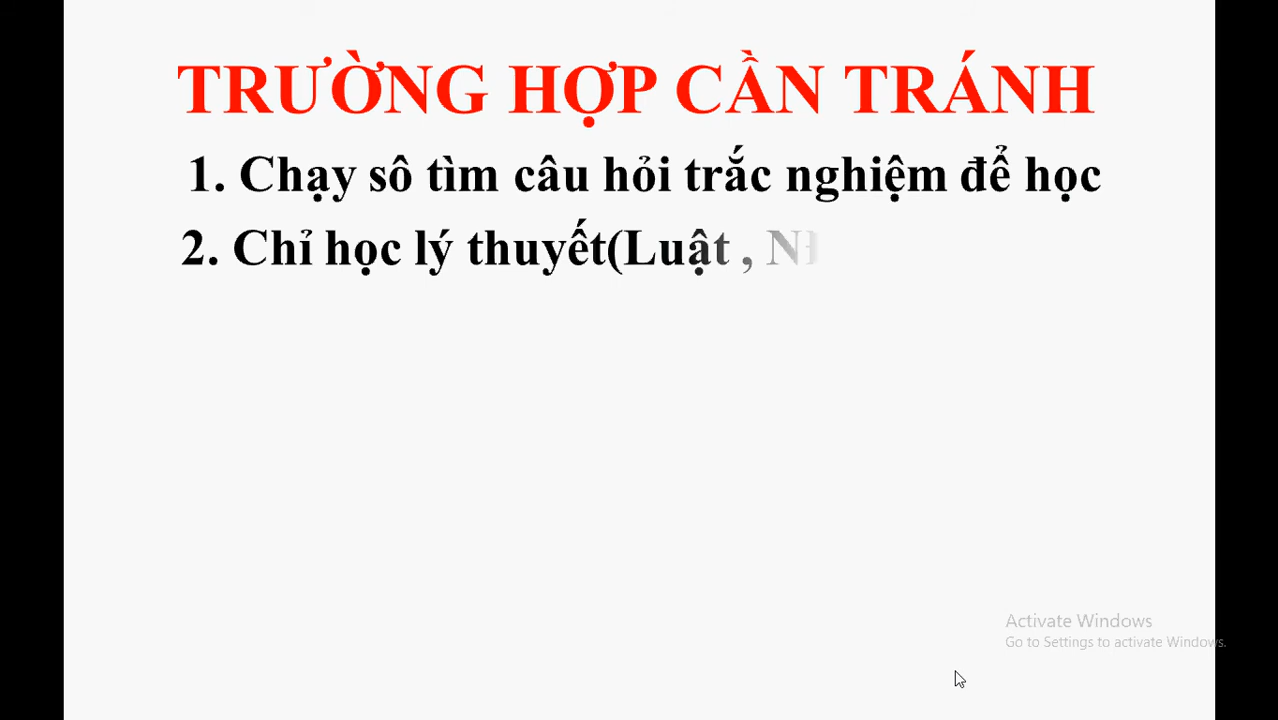 TRƯỜNG HỢP CẦN TRÁNH
1. Chạy sô tìm câu hỏi trắc nghiệm để học
2. Chỉ học lý thuyết(Luật ,
Activate Windows
Go to Settings to activate Windows.